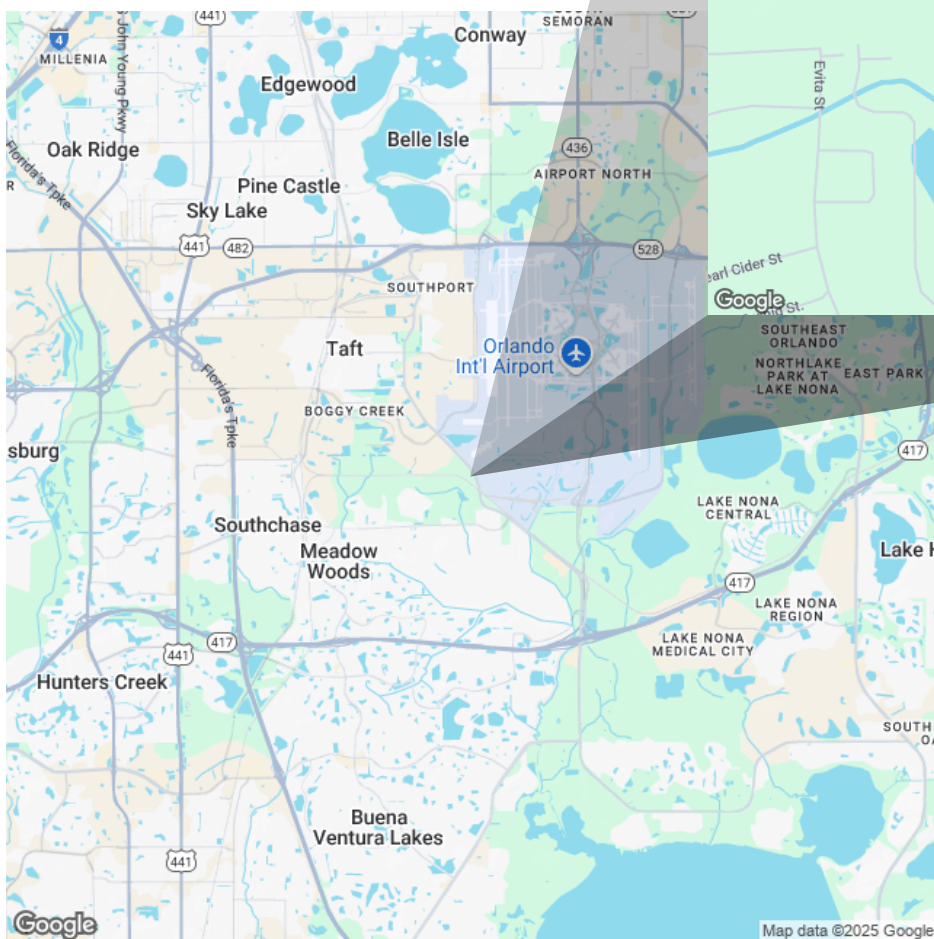 441
SOUTH
SEMORAN
Conway
4
MILLENIA
S John Young Pkwy
Edgewood
Evita St
Belle Isle
436
Oak Ridge
AIRPORT NORTH
Florida's Tpke
R
Pine Castle
Sky Lake
441
482
528
earl Cider St
SOUTHPORT
Google
St.
SOUTHEAST
ORLANDO
Taft
Orlando
Int'l Airport
NORTHLAKE
PARK AT
LAKE NONA
EAST PARK
Florida's Tpke
BOGGY CREEK
sburg
417
LAKE NONA
CENTRAL
Southchase
Meadow
Woods
Lake H
417
LAKE NONA
REGION
417
441
LAKE NONA
MEDICAL CITY
Hunters Creek
SOUTH
OA
Buena
Ventura Lakes
441
Google
Map data ©2025 Google